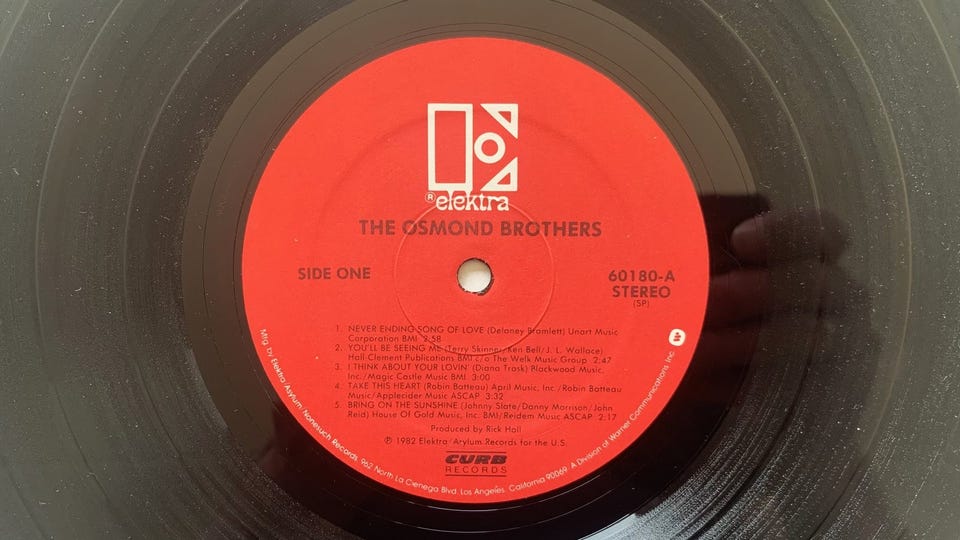 ® elektra
THE OSMOND BROTHERS
SIDE ONE
60180-A
STEREO
(SP)
1. NEVER ENDING SONG OF LOVE (Delaney Bramlett) Unart Music
Corporation BMI 2:58
2. YOU'LL BE SEEING ME (Terry Skinner/Ken Bell/J. L. Wallace)
Hall-Clement Publications BMI c/o The Welk Music Group 2:47
3. I THINK ABOUT YOUR LOVIN' (Diana Trask) Blackwood Music,
Inc./Magic Castle Music BMI 3:00
4. TAKE THIS HEART (Robin Batteau) April Music, Inc./Robin Batteau
Music/Applecider Music ASCAP 3:32
5. BRING ON THE SUNSHINE (Johnny Slate/Danny Morrison/John
Reid) House Of Gold Music, Inc. BMI/Reidem Music ASCAP 2:17
Produced by Rick Hall
℗ 1982 Elektra/Asylum Records for the U.S.
CURB
RECORDS
Mfg. by Elektra/Asylum/Nonesuch Records, 962 North La Cienega Blvd. Los Angeles, California 90069. A Division of Warner Communications Inc.